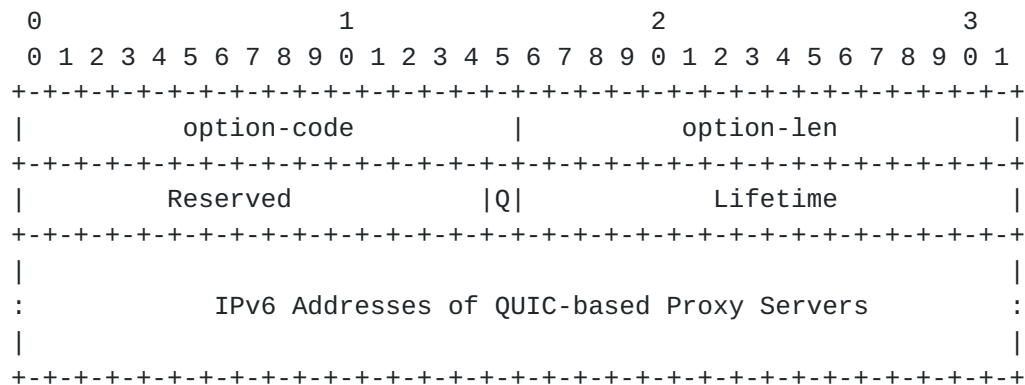 0                   1                   2                   3
 0 1 2 3 4 5 6 7 8 9 0 1 2 3 4 5 6 7 8 9 0 1 2 3 4 5 6 7 8 9 0 1
+-+-+-+-+-+-+-+-+-+-+-+-+-+-+-+-+-+-+-+-+-+-+-+-+-+-+-+-+-+-+-+-+
|          option-code          |          option-len           |
+-+-+-+-+-+-+-+-+-+-+-+-+-+-+-+-+-+-+-+-+-+-+-+-+-+-+-+-+-+-+-+-+
|         Reserved            |Q|            Lifetime           |
+-+-+-+-+-+-+-+-+-+-+-+-+-+-+-+-+-+-+-+-+-+-+-+-+-+-+-+-+-+-+-+-+
|                                                               |
:            IPv6 Addresses of QUIC-based Proxy Servers         :
|                                                               |
+-+-+-+-+-+-+-+-+-+-+-+-+-+-+-+-+-+-+-+-+-+-+-+-+-+-+-+-+-+-+-+-+